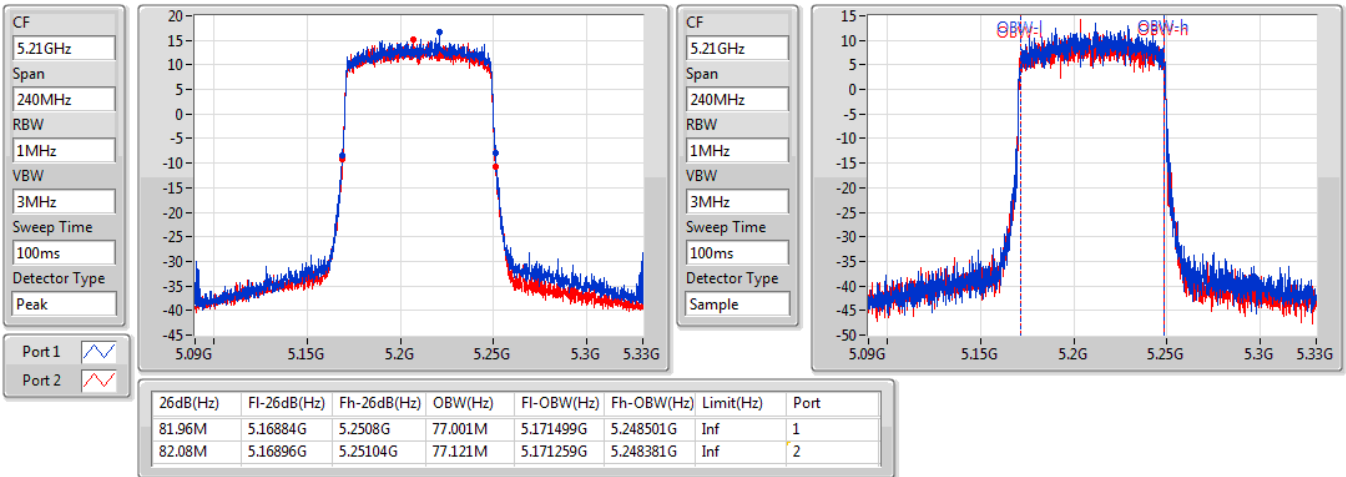 CF
5.21GHz
Span
240MHz
RBW
1MHz
VBW
3MHz
Sweep Time
100ms
Detector Type
Peak
Port 1
Port 2
20
15
10
5
0
-5
-10
-15
-20
-25
-30
-35
-40
-45
5.09G 5.15G 5.2G 5.25G 5.3G 5.33G
CF
5.21GHz
Span
240MHz
RBW
1MHz
VBW
3MHz
Sweep Time
100ms
Detector Type
Sample
OBW-l OBW-h
15
10
5
0
-5
-10
-15
-20
-25
-30
-35
-40
-45
-50
5.09G 5.15G 5.2G 5.25G 5.3G 5.33G
26dB(Hz) Fl-26dB(Hz) Fh-26dB(Hz) OBW(Hz) Fl-OBW(Hz) Fh-OBW(Hz) Limit(Hz) Port
81.96M 5.16884G 5.2508G 77.001M 5.171499G 5.248501G Inf 1
82.08M 5.16896G 5.25104G 77.121M 5.171259G 5.248381G Inf 2